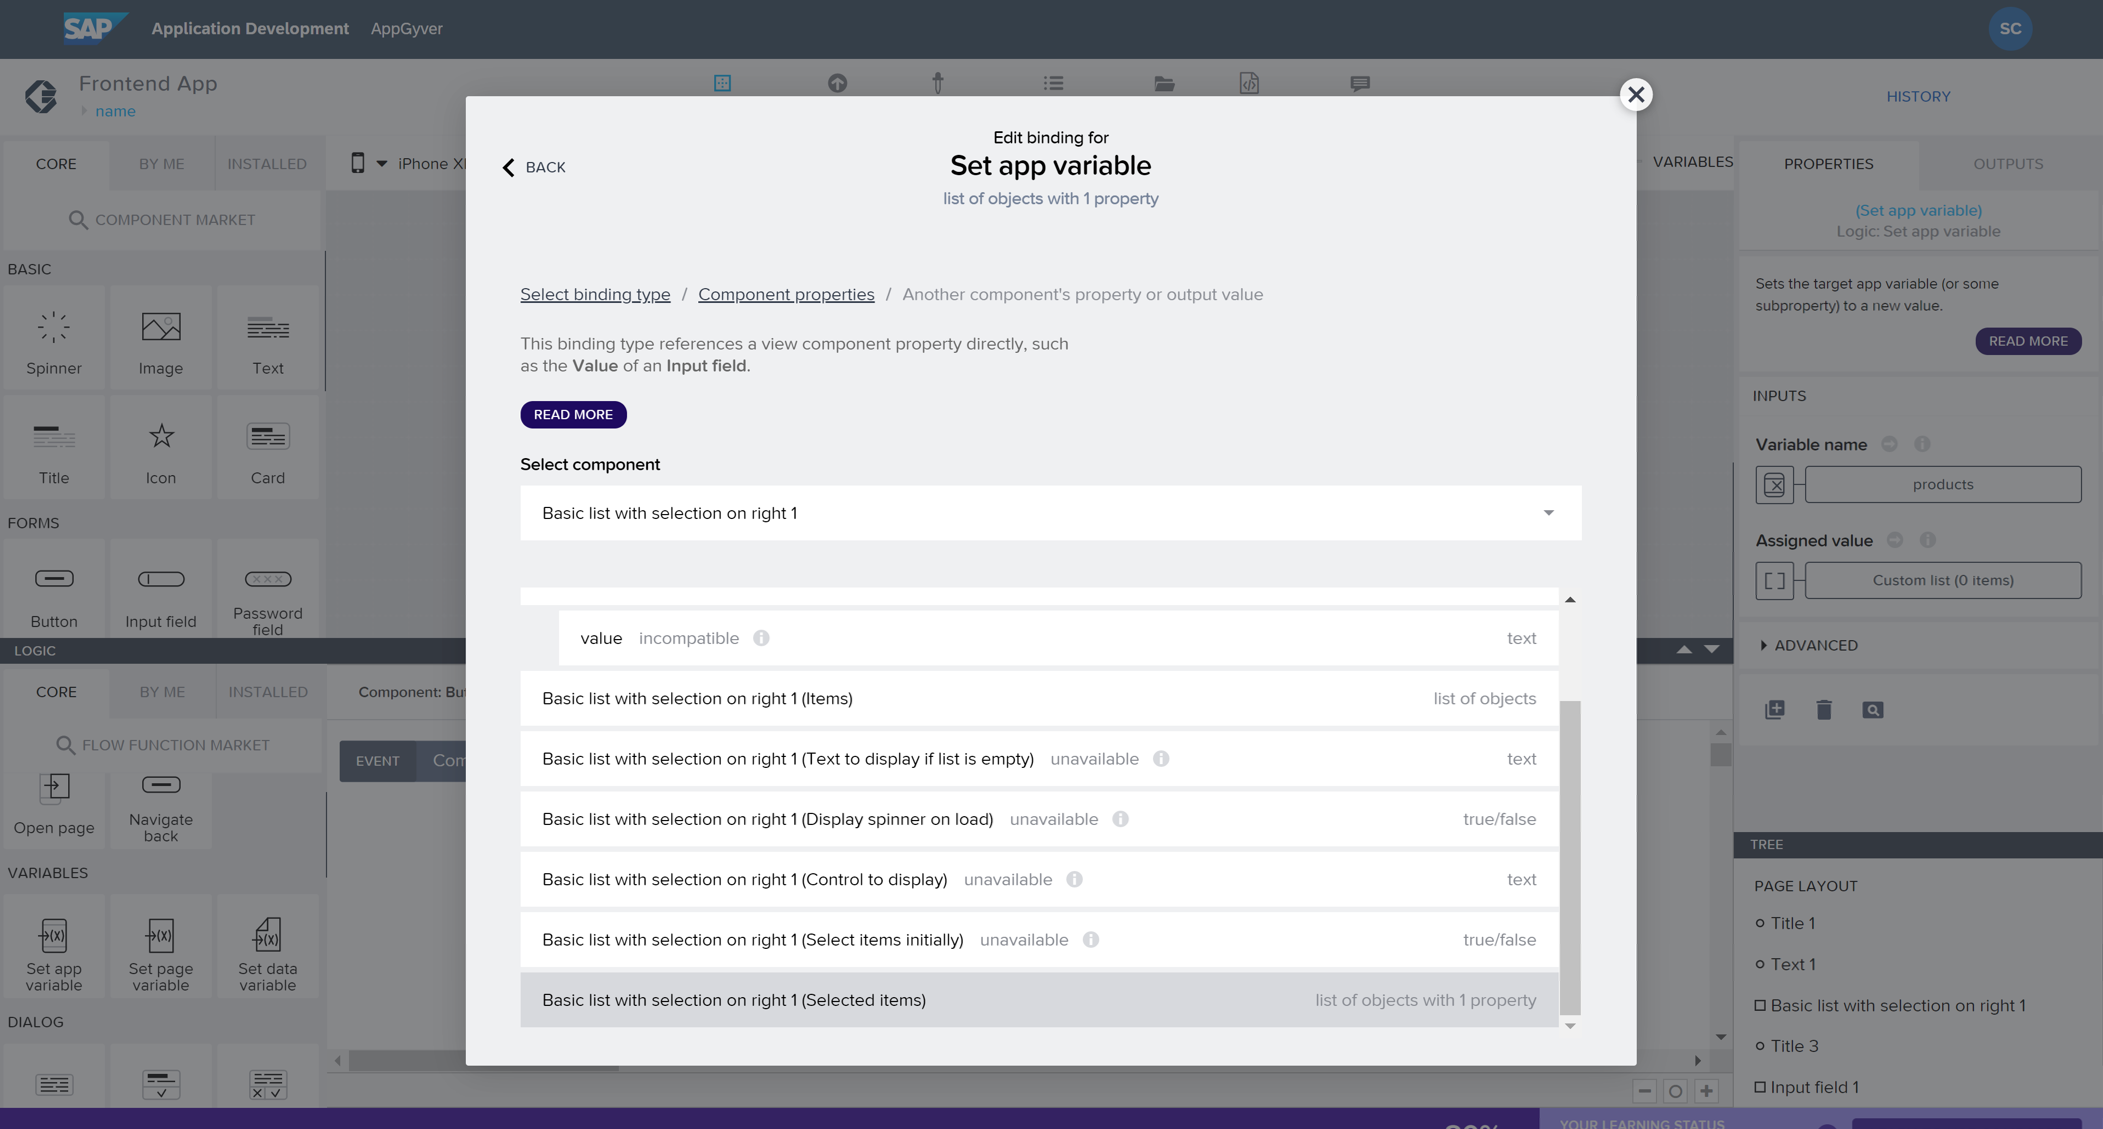 SAP Application Development AppGyver SC
Frontend App
name
HISTORY
CORE BY ME INSTALLED
COMPONENT MARKET
BASIC
Spinner Image Text
Title Icon Card
FORMS
Button Input field Password field
LOGIC
CORE BY ME INSTALLED
FLOW FUNCTION MARKET
Open page Navigate back
VARIABLES
Set app variable Set page variable Set data variable
DIALOG
iPhone X
Component: Bu
EVENT Com
BACK
Edit binding for
Set app variable
list of objects with 1 property
Select binding type / Component properties / Another component's property or output value
This binding type references a view component property directly, such
as the Value of an Input field.
READ MORE
Select component
Basic list with selection on right 1
value incompatible text
Basic list with selection on right 1 (Items) list of objects
Basic list with selection on right 1 (Text to display if list is empty) unavailable text
Basic list with selection on right 1 (Display spinner on load) unavailable true/false
Basic list with selection on right 1 (Control to display) unavailable text
Basic list with selection on right 1 (Select items initially) unavailable true/false
Basic list with selection on right 1 (Selected items) list of objects with 1 property
VARIABLES
PROPERTIES OUTPUTS
(Set app variable)
Logic: Set app variable
Sets the target app variable (or some
subproperty) to a new value.
READ MORE
INPUTS
Variable name
products
Assigned value
Custom list (0 items)
ADVANCED
TREE
PAGE LAYOUT
Title 1
Text 1
Basic list with selection on right 1
Title 3
Input field 1
YOUR LEARNING STATUS